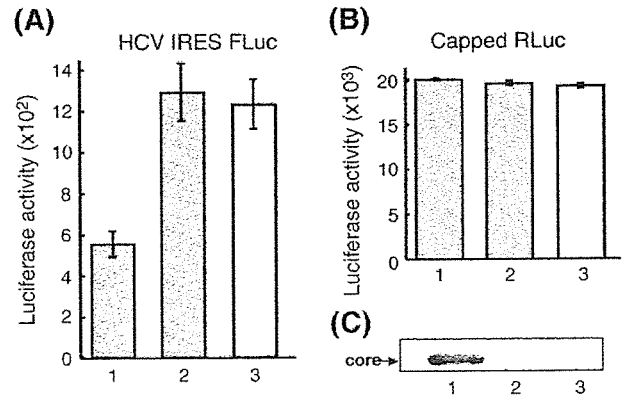 (A)
HCV IRES FLuc
Luciferase activity (x10²)
14
12
10
8
6
4
2
0
1 2 3
(B)
Capped RLuc
Luciferase activity (x10³)
20
15
10
5
0
1 2 3
(C)
core
1 2 3